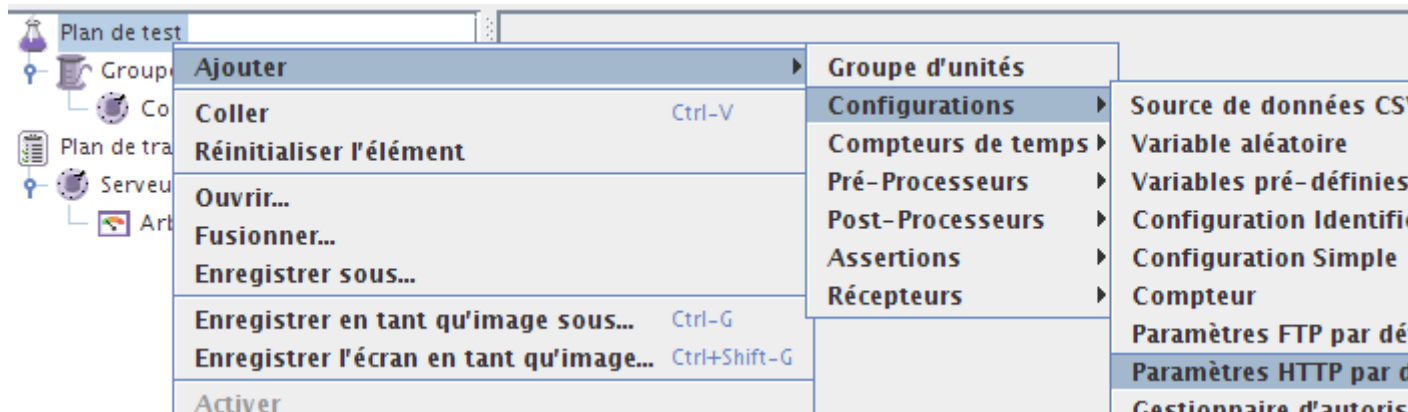 Plan de test
Groupe
Co
Plan de tra
Serveu
Arb
Ajouter
Coller Ctrl-V
Réinitialiser l'élément
Ouvrir...
Fusionner...
Enregistrer sous...
Enregistrer en tant qu'image sous... Ctrl-G
Enregistrer l'écran en tant qu'image... Ctrl+Shift-G
Activer
Groupe d'unités
Configurations
Compteurs de temps
Pré-Processeurs
Post-Processeurs
Assertions
Récepteurs
Source de données CSV
Variable aléatoire
Variables pré-définies
Configuration Identifi
Configuration Simple
Compteur
Paramètres FTP par dé
Paramètres HTTP par d
Gestionnaire d'autoris